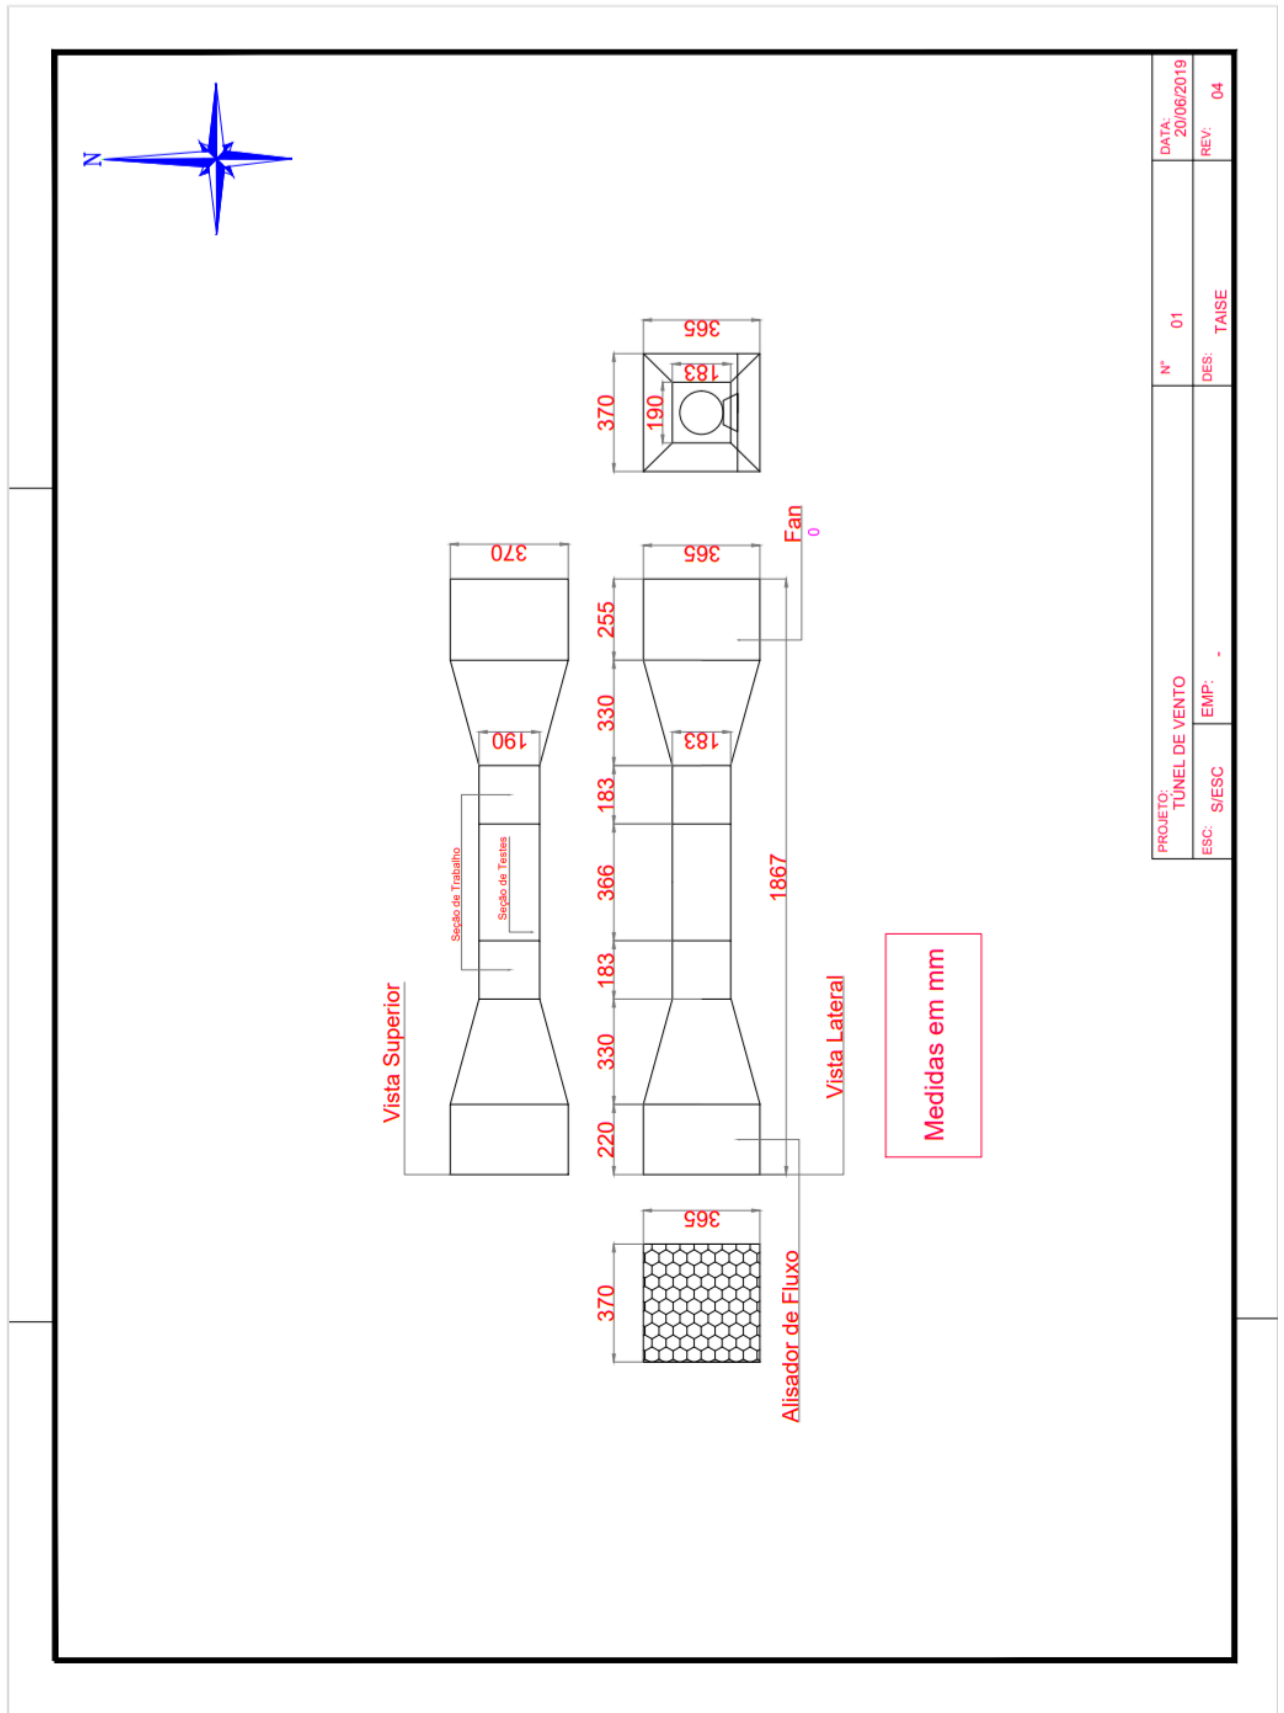 N
Vista Superior
Seção de Trabalho
Seção de Testes
190
370
220
330
183
366
183
330
255
183
365
1867
370
365
370
190
183
365
Alisador de Fluxo
Vista Lateral
Fan
0
Medidas em mm
PROJETO:
TÚNEL DE VENTO
N° 01
DATA:
20/06/2019
ESC: S/ESC
EMP: -
DES: TAISE
REV: 04